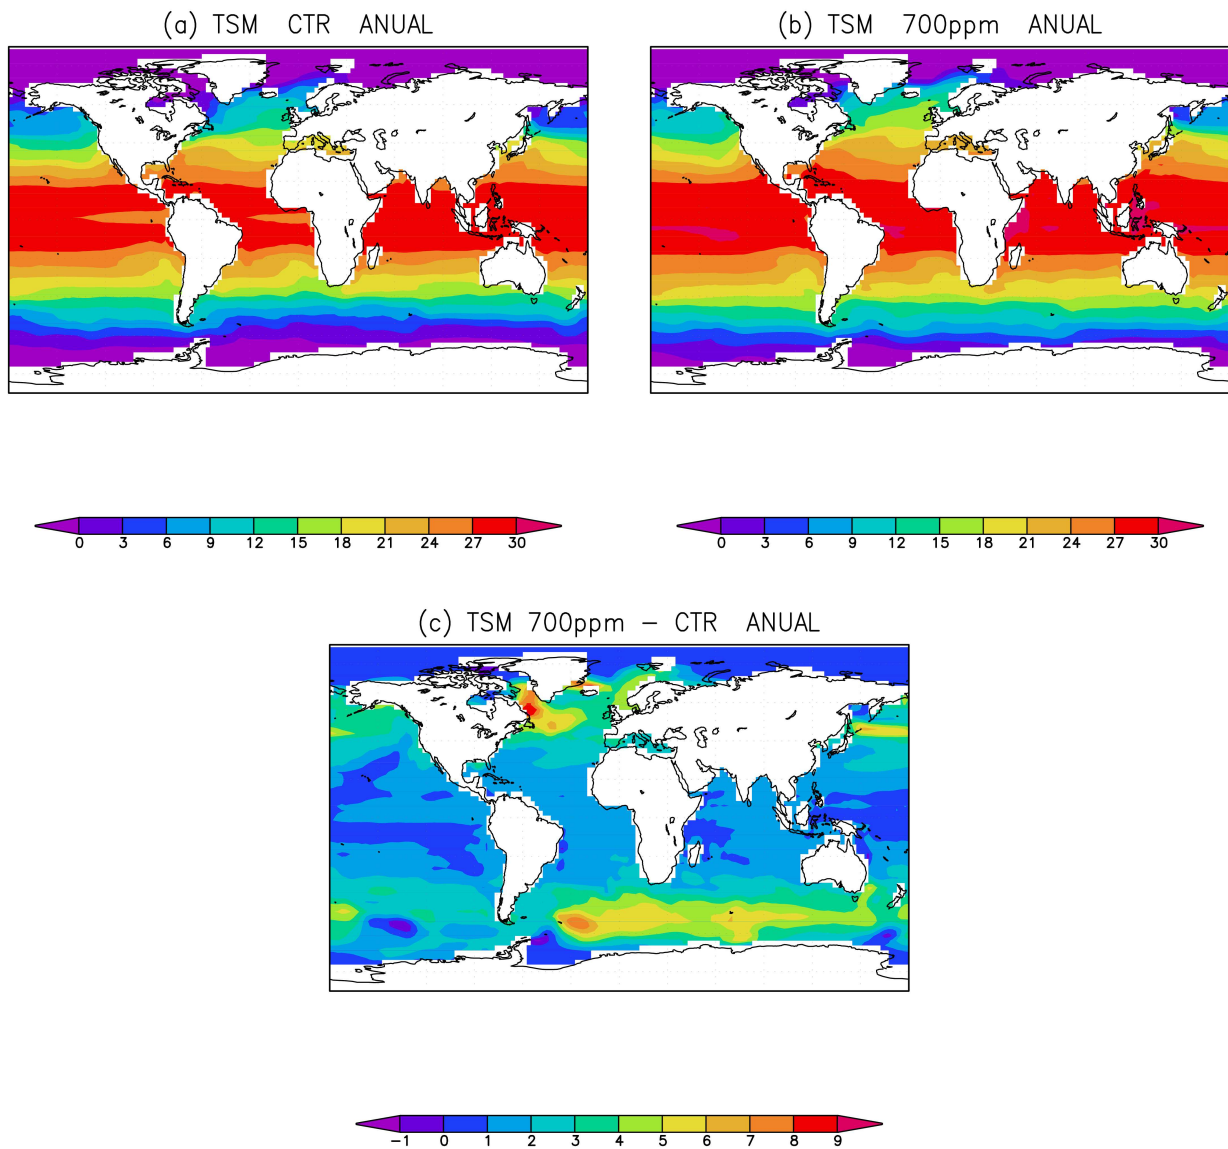 (a) TSM CTR ANUAL
(b) TSM 700ppm ANUAL
0 3 6 9 12 15 18 21 24 27 30
0 3 6 9 12 15 18 21 24 27 30
(c) TSM 700ppm – CTR ANUAL
−1 0 1 2 3 4 5 6 7 8 9